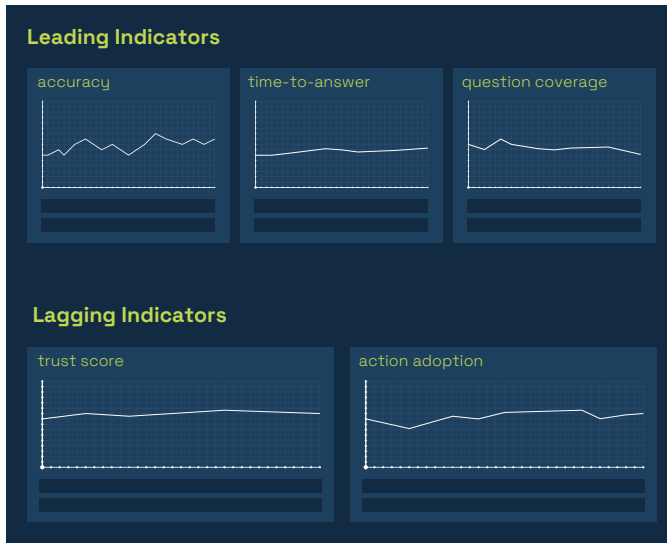 Leading Indicators
accuracy
time-to-answer
question coverage
Lagging Indicators
trust score
action adoption